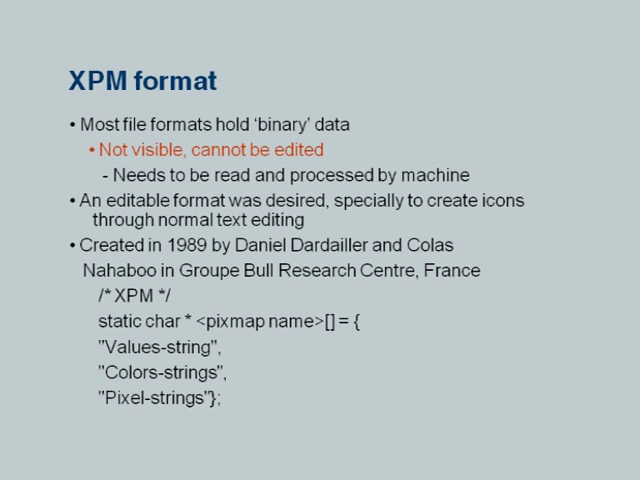 XPM format
• Most file formats hold ‘binary’ data
• Not visible, cannot be edited
- Needs to be read and processed by machine
• An editable format was desired, specially to create icons
through normal text editing
• Created in 1989 by Daniel Dardailler and Colas
Nahaboo in Groupe Bull Research Centre, France
/* XPM */
static char * <pixmap name>[] = {
"Values-string",
"Colors-strings",
"Pixel-strings"};